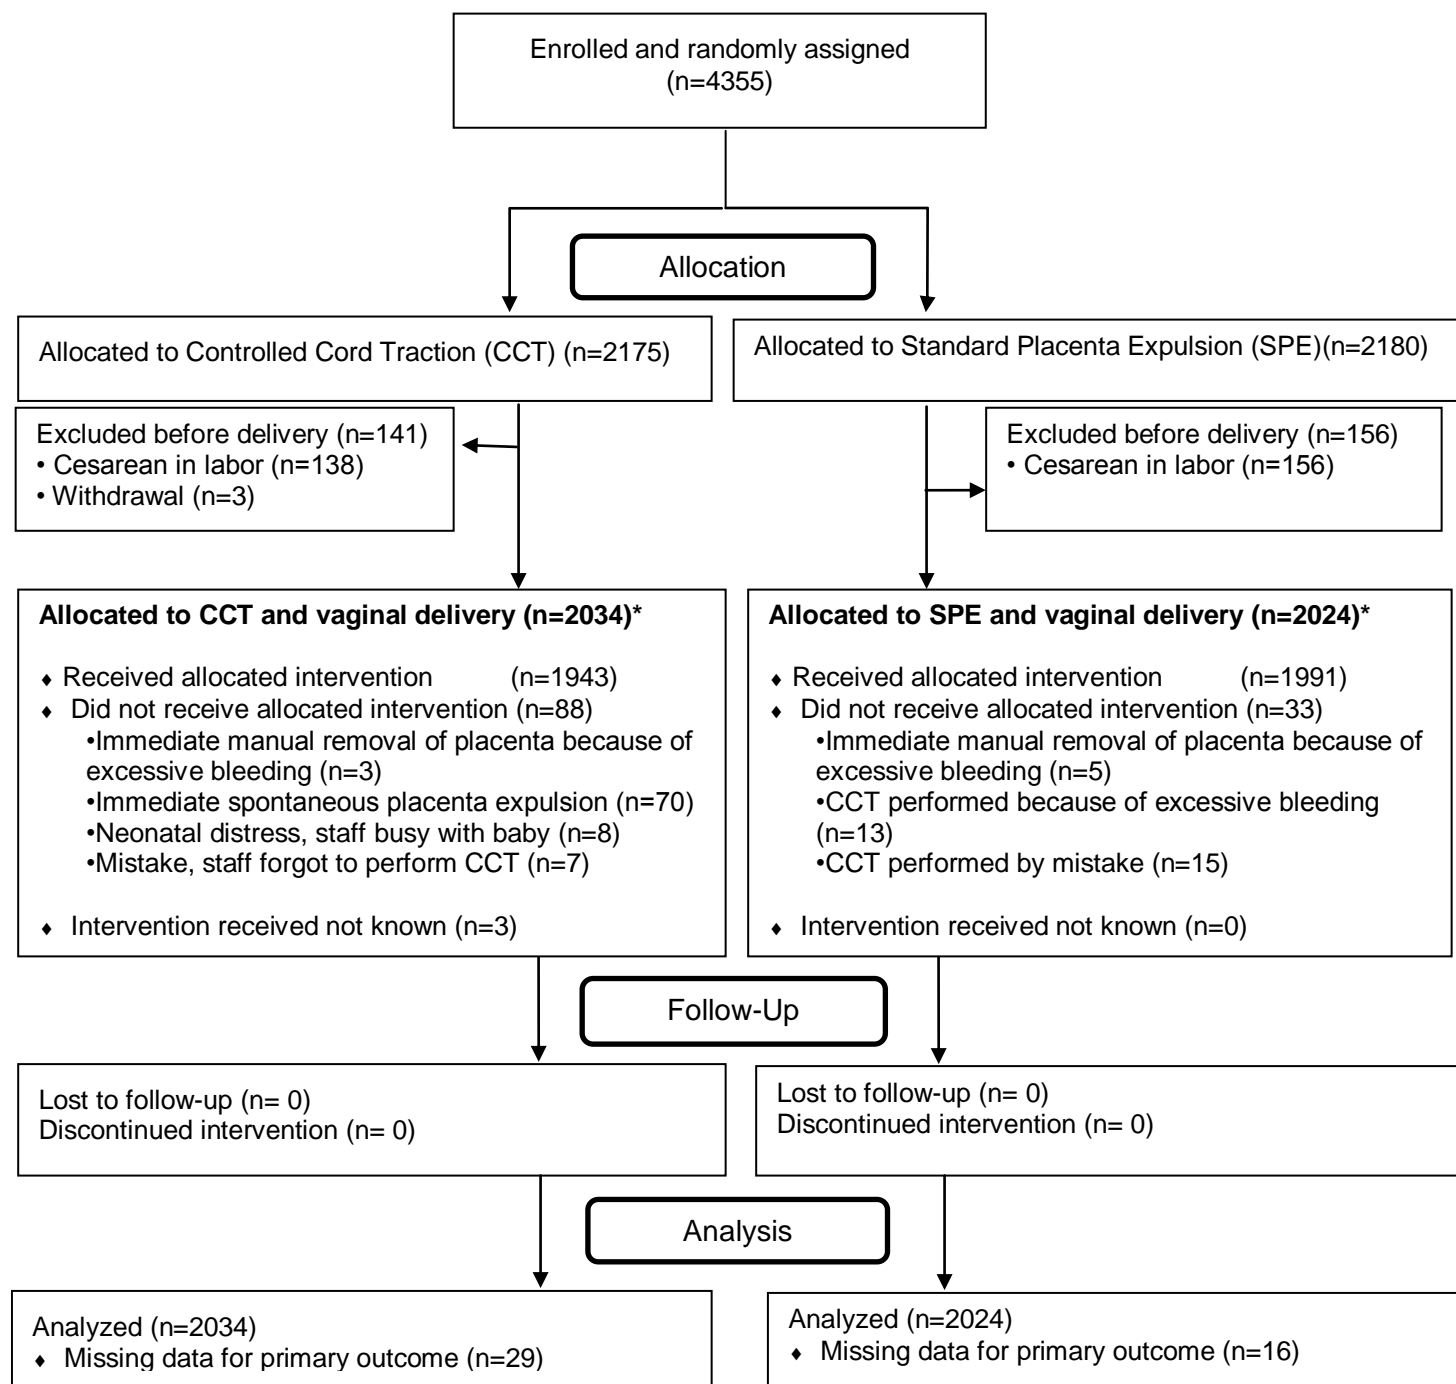 Enrolled and randomly assigned
(n=4355)
Allocation
Allocated to Controlled Cord Traction (CCT) (n=2175)
Allocated to Standard Placenta Expulsion (SPE)(n=2180)
Excluded before delivery (n=141)
• Cesarean in labor (n=138)
• Withdrawal (n=3)
Excluded before delivery (n=156)
• Cesarean in labor (n=156)
Allocated to CCT and vaginal delivery (n=2034)*
♦ Received allocated intervention (n=1943)
♦ Did not receive allocated intervention (n=88)
•Immediate manual removal of placenta because of
excessive bleeding (n=3)
•Immediate spontaneous placenta expulsion (n=70)
•Neonatal distress, staff busy with baby (n=8)
•Mistake, staff forgot to perform CCT (n=7)
♦ Intervention received not known (n=3)
Allocated to SPE and vaginal delivery (n=2024)*
♦ Received allocated intervention (n=1991)
♦ Did not receive allocated intervention (n=33)
•Immediate manual removal of placenta because of
excessive bleeding (n=5)
•CCT performed because of excessive bleeding
(n=13)
•CCT performed by mistake (n=15)
♦ Intervention received not known (n=0)
Follow-Up
Lost to follow-up (n= 0)
Discontinued intervention (n= 0)
Lost to follow-up (n= 0)
Discontinued intervention (n= 0)
Analysis
Analyzed (n=2034)
♦ Missing data for primary outcome (n=29)
Analyzed (n=2024)
♦ Missing data for primary outcome (n=16)